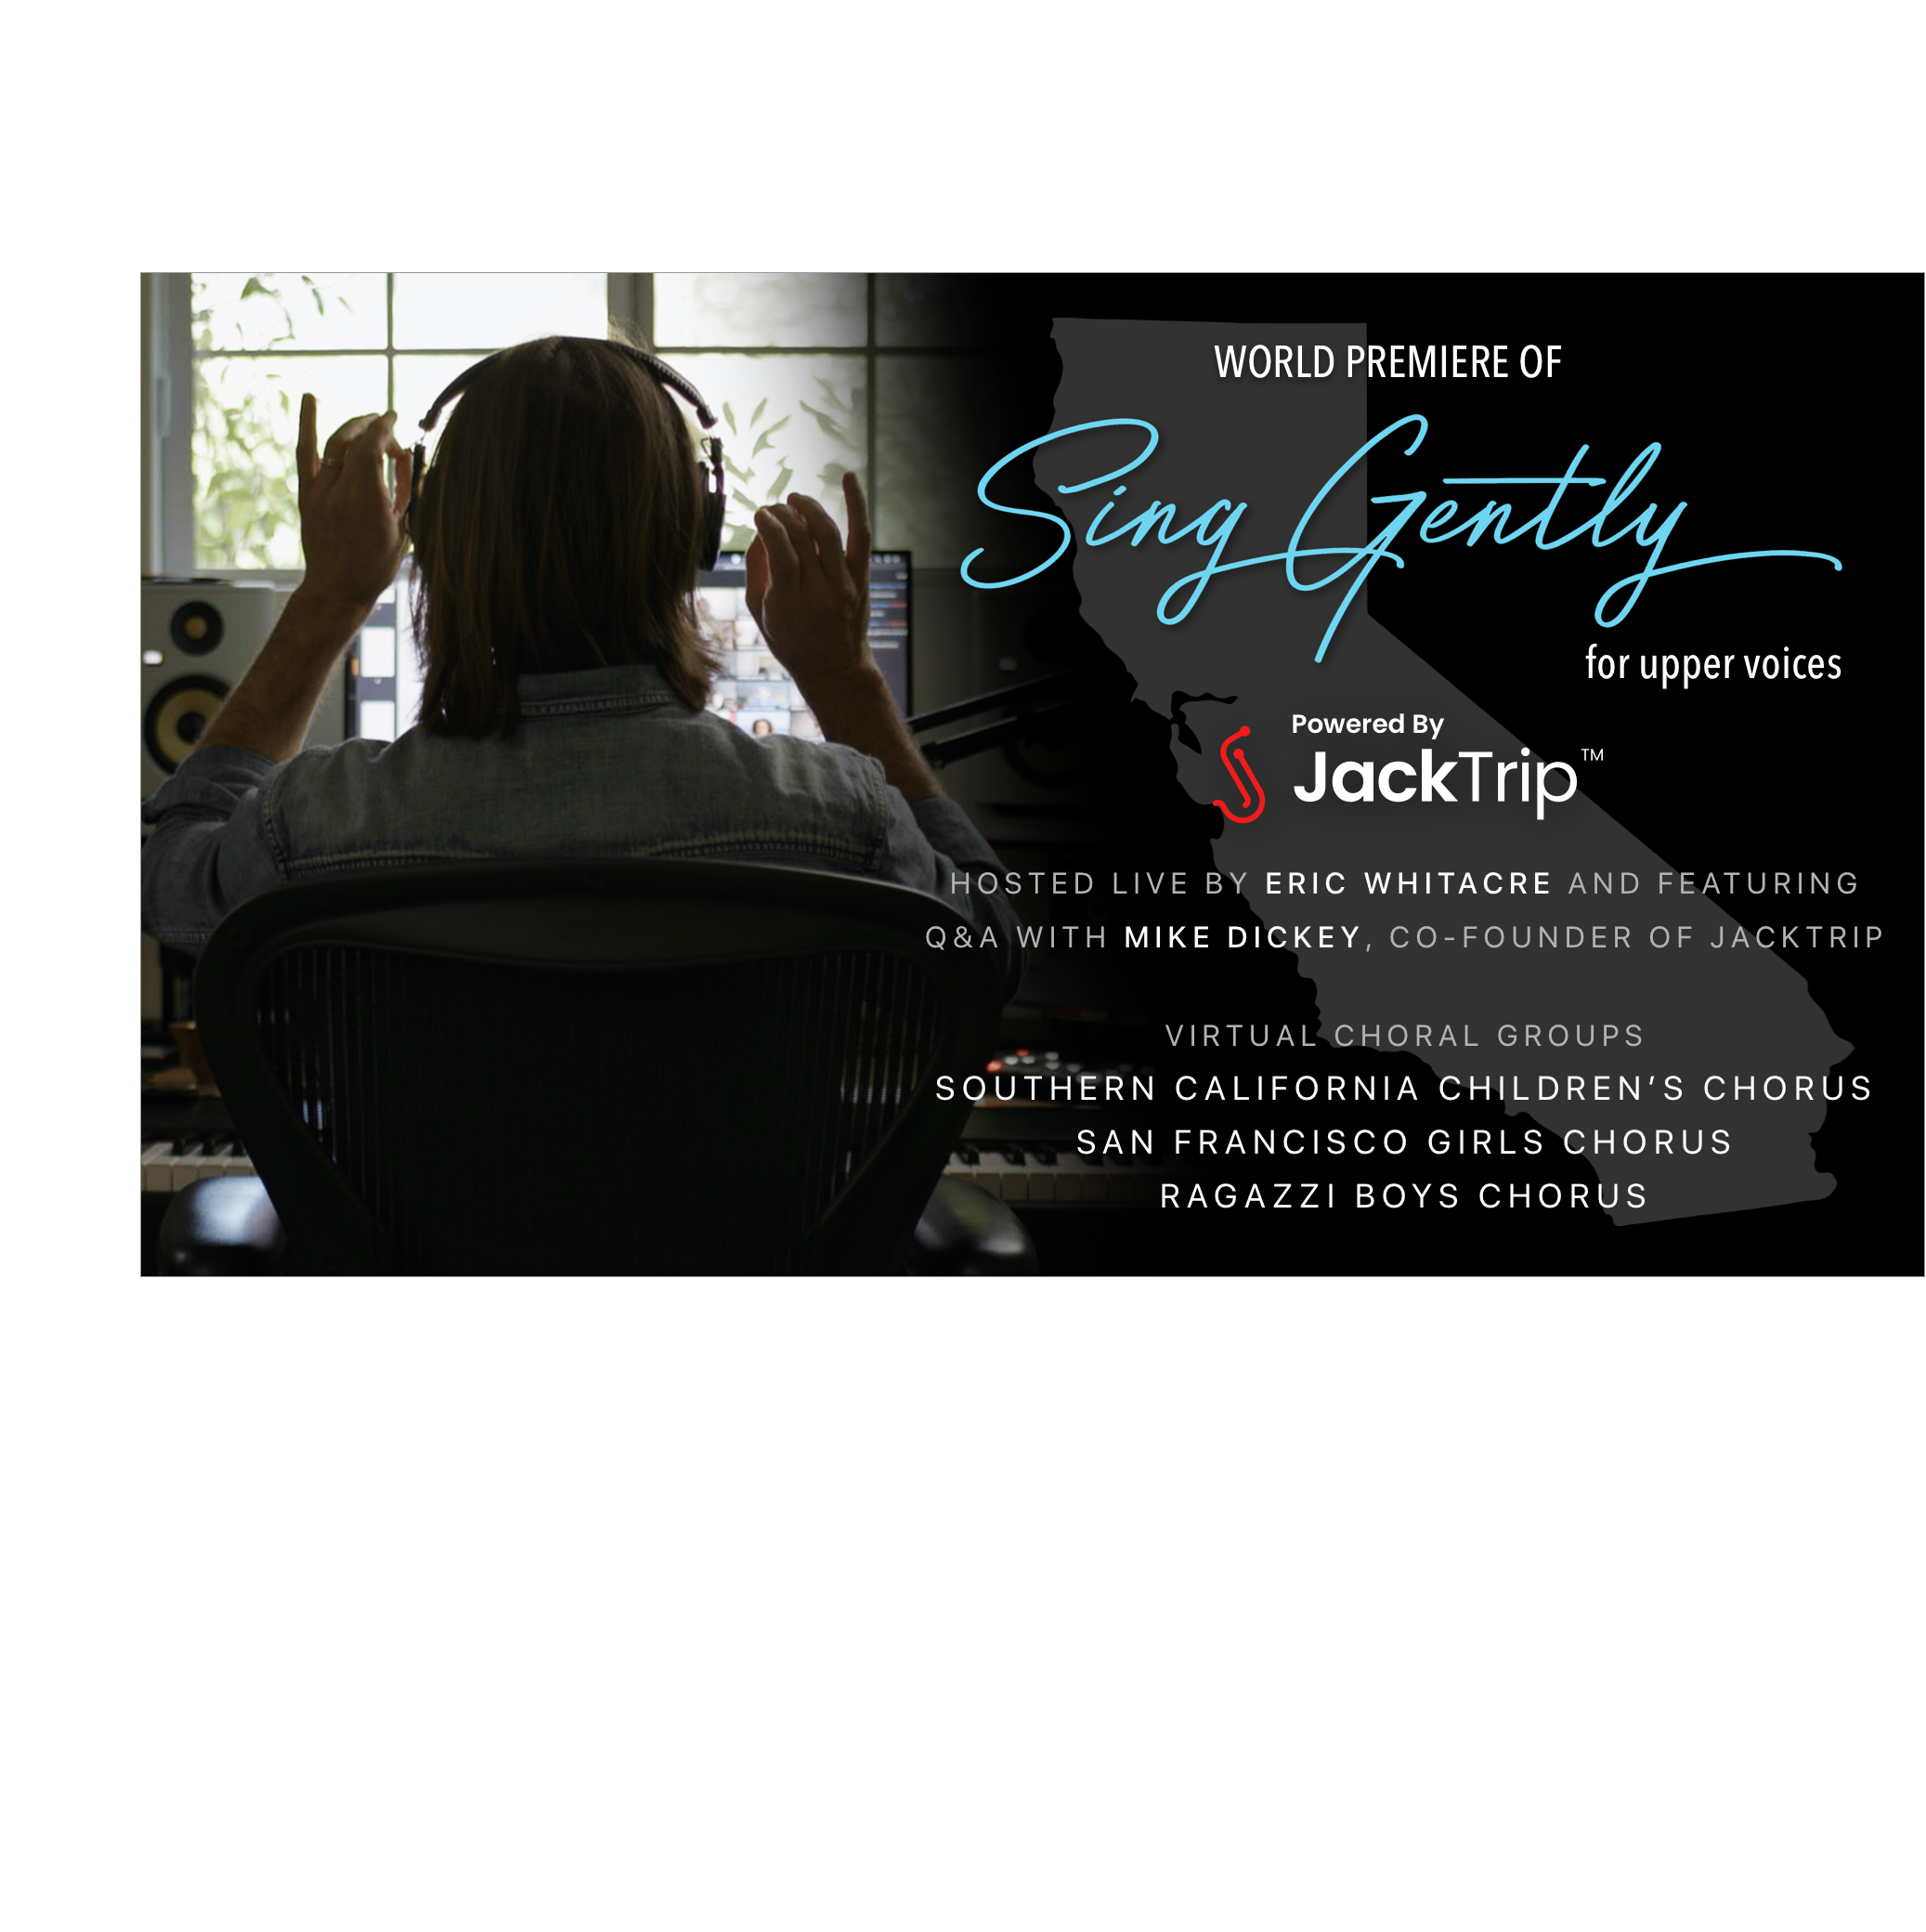 WORLD PREMIERE OF
Sing Gently
for upper voices
Powered By
JackTrip™
HOSTED LIVE BY ERIC WHITACRE AND FEATURING
Q&A WITH MIKE DICKEY, CO-FOUNDER OF JACKTRIP
VIRTUAL CHORAL GROUPS
SOUTHERN CALIFORNIA CHILDREN’S CHORUS
SAN FRANCISCO GIRLS CHORUS
RAGAZZI BOYS CHORUS